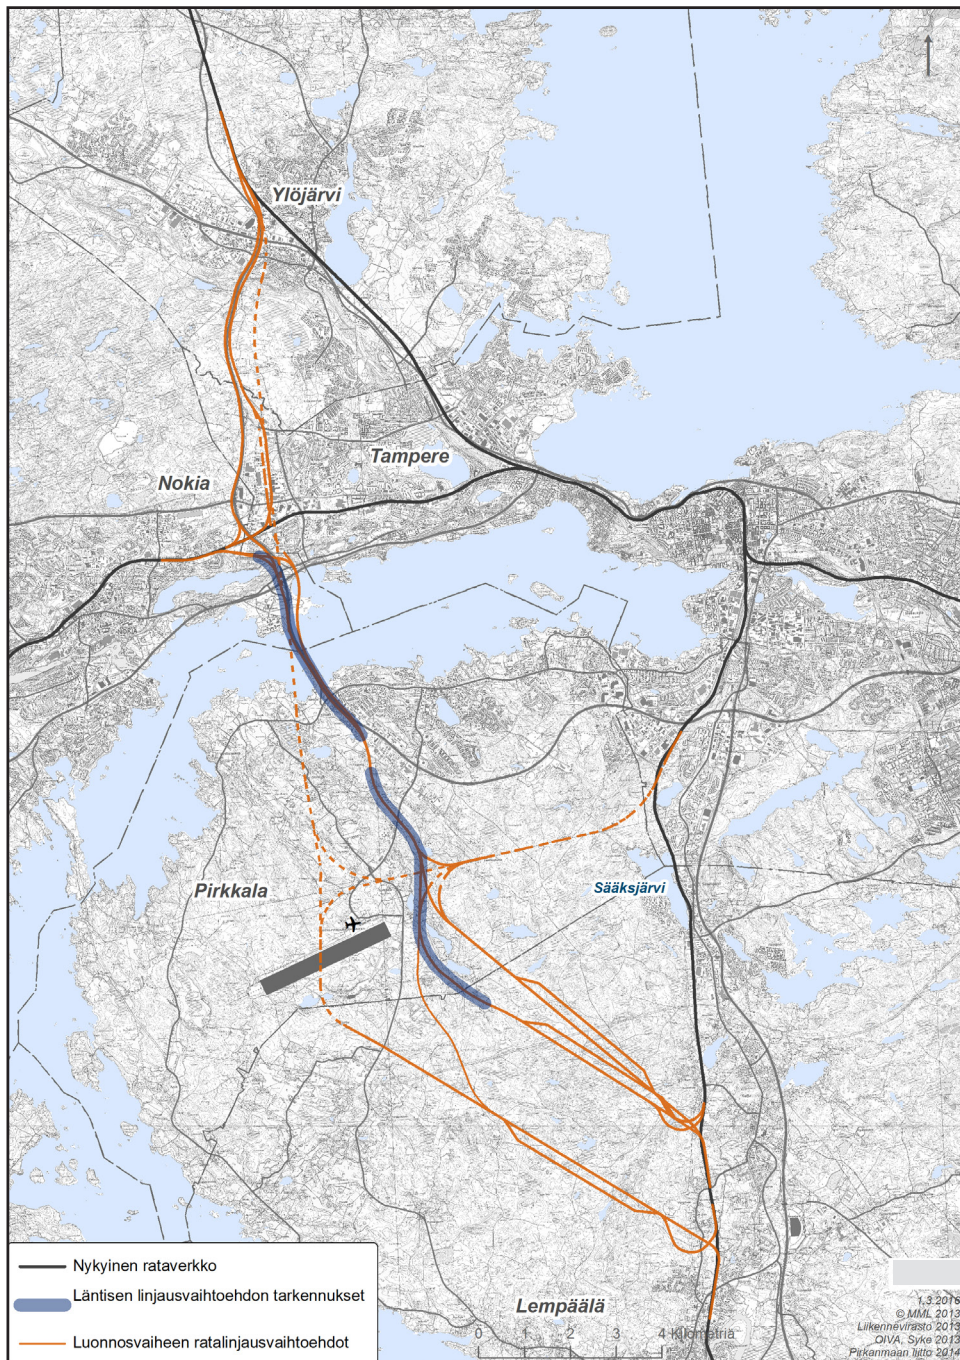 Ylöjärvi
Tampere
Nokia
Pirkkala
Sääksjärvi
Lempäälä
Nykyinen rataverkko
Läntisen linjausvaihtoehdon tarkennukset
Luonnosvaiheen ratalinjausvaihtoehdot
0 1 2 3 4 Kilometriä
1.3.2016
© MML 2013
Liikennevirasto 2013
OIVA, Syke 2013
Pirkanmaan liitto 2014